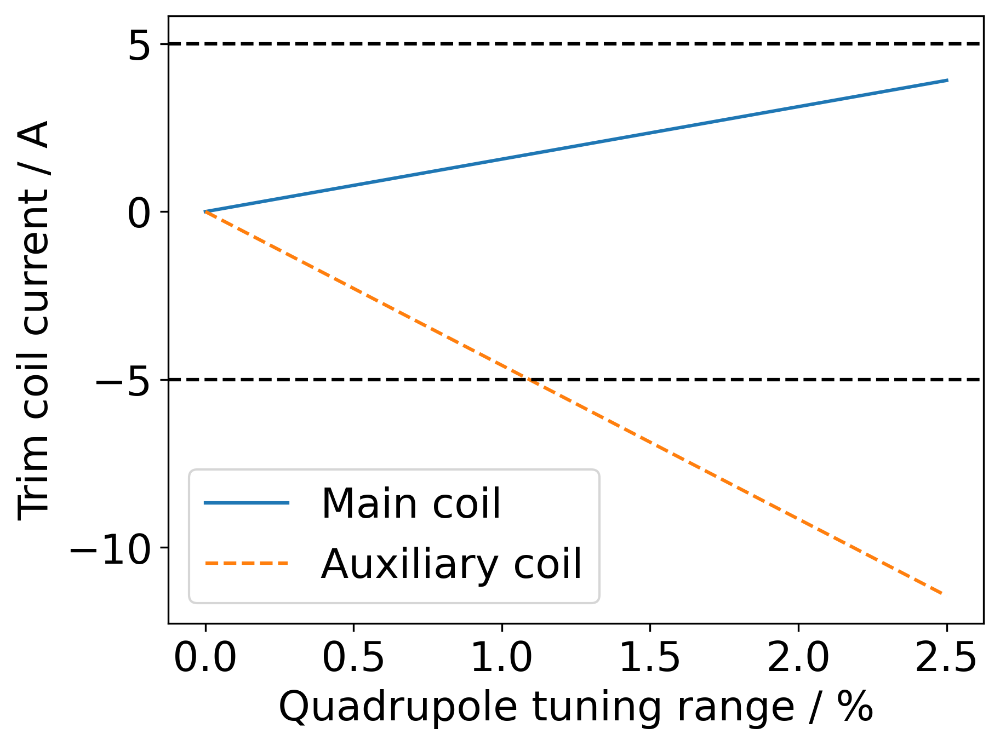 5
0
−5
−10
Trim coil current / A
Main coil
Auxiliary coil
0.0 0.5 1.0 1.5 2.0 2.5
Quadrupole tuning range / %